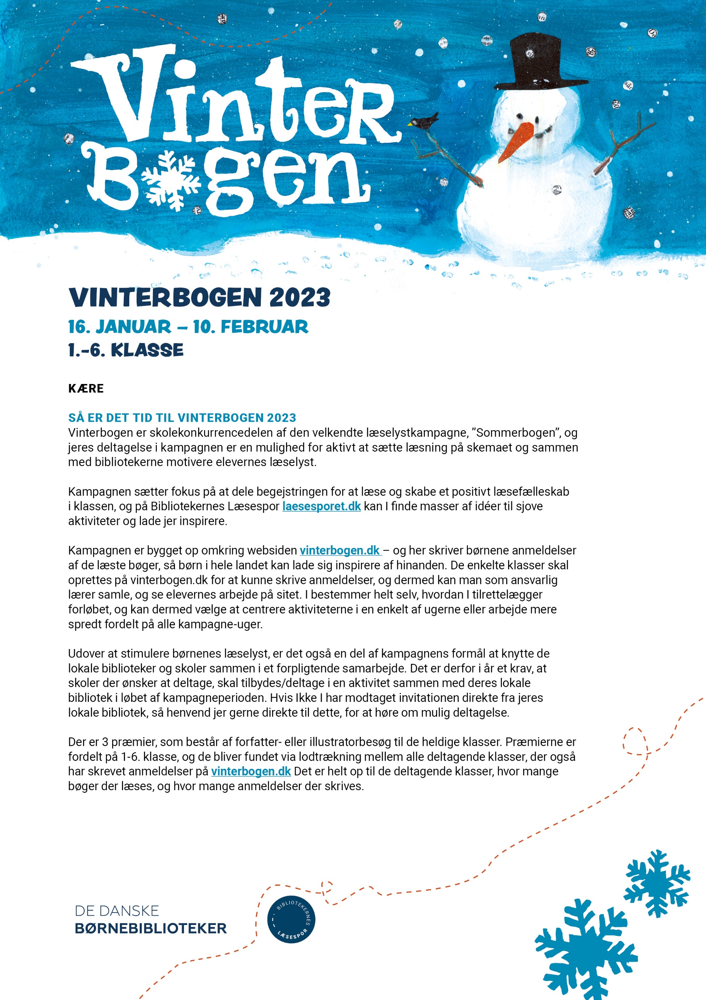 Vinter
Bogen
VINTERBOGEN 2023
16. JANUAR – 10. FEBRUAR
1.-6. KLASSE
KÆRE
SÅ ER DET TID TIL VINTERBOGEN 2023
Vinterbogen er skolekonkurrencedelen af den velkendte læselystkampagne, ”Sommerbogen”, og
jeres deltagelse i kampagnen er en mulighed for aktivt at sætte læsning på skemaet og sammen
med bibliotekerne motivere elevernes læselyst.
Kampagnen sætter fokus på at dele begejstringen for at læse og skabe et positivt læsefælleskab
i klassen, og på Bibliotekernes Læsespor laesesporet.dk kan I finde masser af idéer til sjove
aktiviteter og lade jer inspirere.
Kampagnen er bygget op omkring websiden vinterbogen.dk – og her skriver børnene anmeldelser
af de læste bøger, så børn i hele landet kan lade sig inspirere af hinanden. De enkelte klasser skal
oprettes på vinterbogen.dk for at kunne skrive anmeldelser, og dermed kan man som ansvarlig
lærer samle, og se elevernes arbejde på sitet. I bestemmer helt selv, hvordan I tilrettelægger
forløbet, og kan dermed vælge at centrere aktiviteterne i en enkelt af ugerne eller arbejde mere
spredt fordelt på alle kampagne-uger.
Udover at stimulere børnenes læselyst, er det også en del af kampagnens formål at knytte de
lokale biblioteker og skoler sammen i et forpligtende samarbejde. Det er derfor i år et krav, at
skoler der ønsker at deltage, skal tilbydes/deltage i en aktivitet sammen med deres lokale
bibliotek i løbet af kampagneperioden. Hvis Ikke I har modtaget invitationen direkte fra jeres
lokale bibliotek, så henvend jer gerne direkte til dette, for at høre om mulig deltagelse.
Der er 3 præmier, som består af forfatter- eller illustratorbesøg til de heldige klasser. Præmierne er
fordelt på 1-6. klasse, og de bliver fundet via lodtrækning mellem alle deltagende klasser, der også
har skrevet anmeldelser på vinterbogen.dk Det er helt op til de deltagende klasser, hvor mange
bøger der læses, og hvor mange anmeldelser der skrives.
DE DANSKE
BØRNEBIBLIOTEKER
BIBLIOTEKERNES
LÆSESPOR